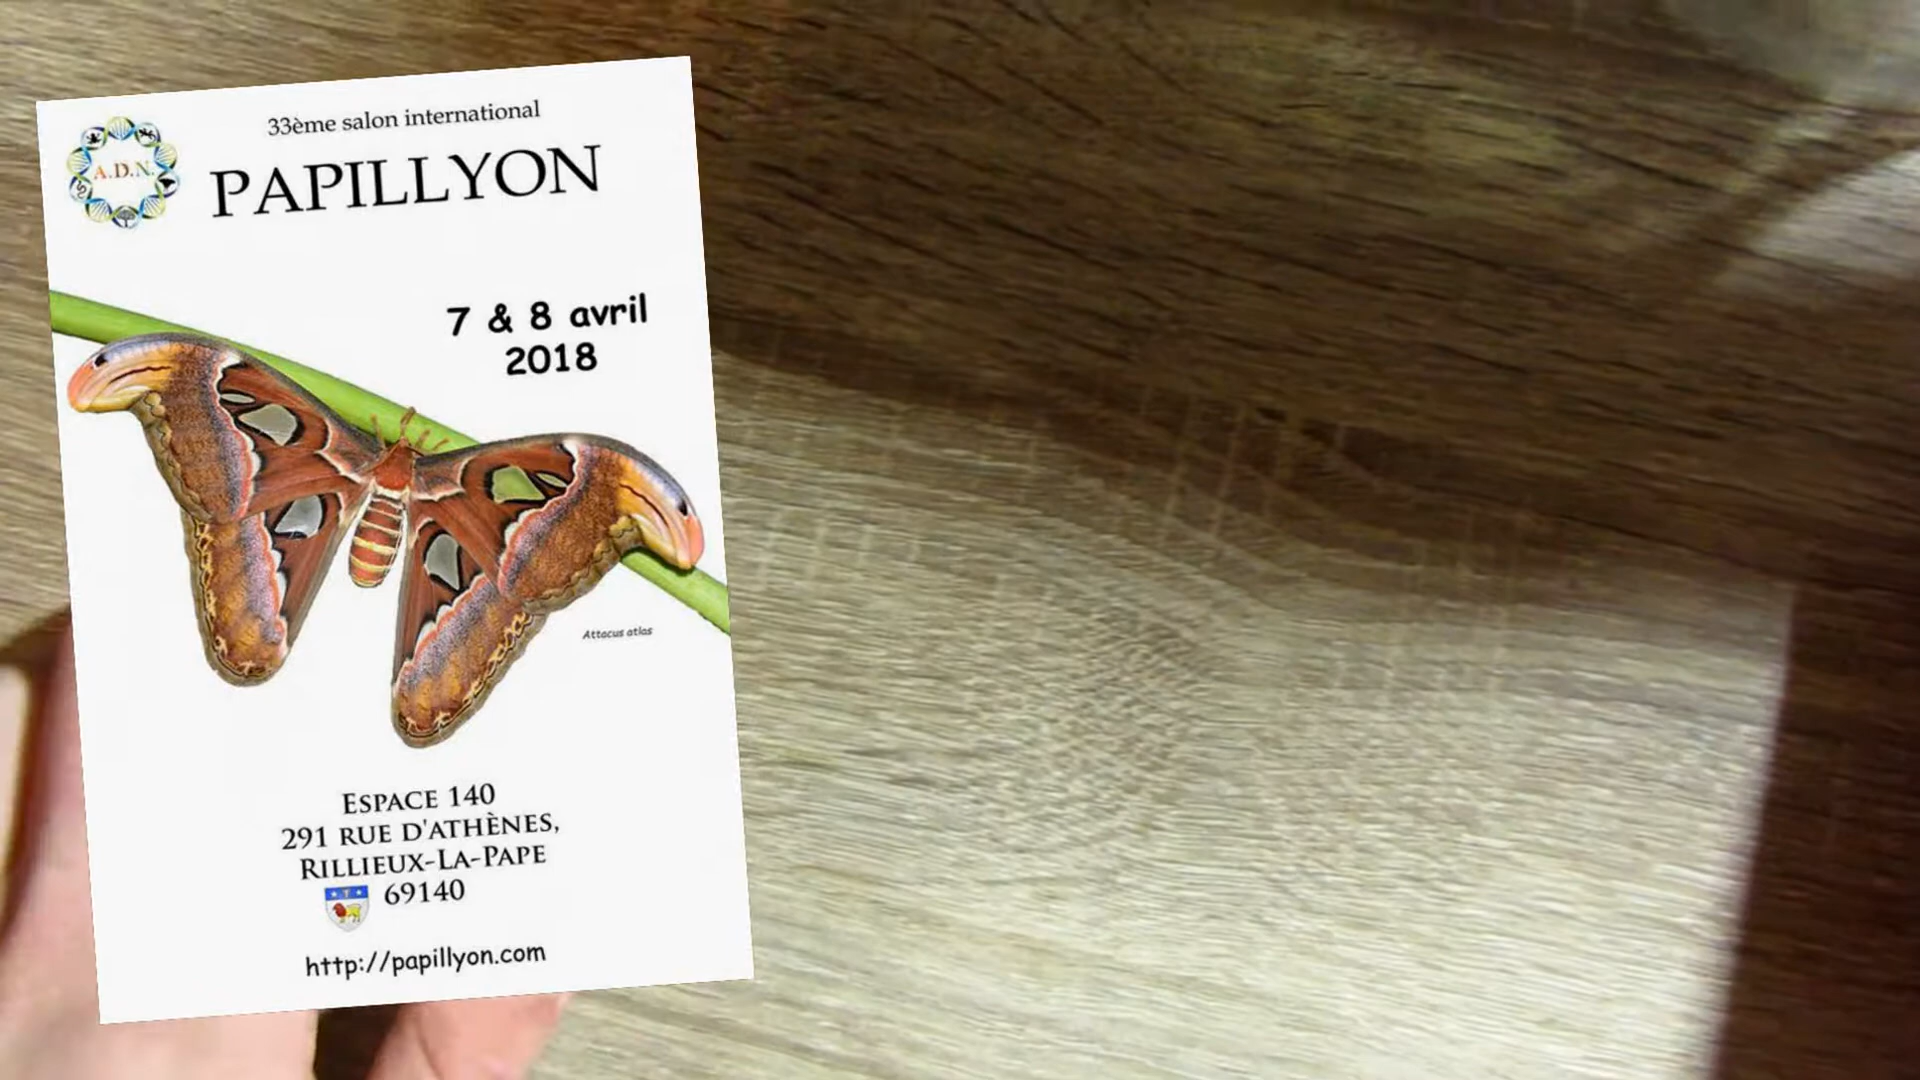 33ème salon international
A.D.N.
PAPILLYON
7 & 8 avril
2018
Attacus atlas
ESPACE 140
291 RUE D'ATHÈNES,
RILLIEUX-LA-PAPE
69140
http://papillyon.com